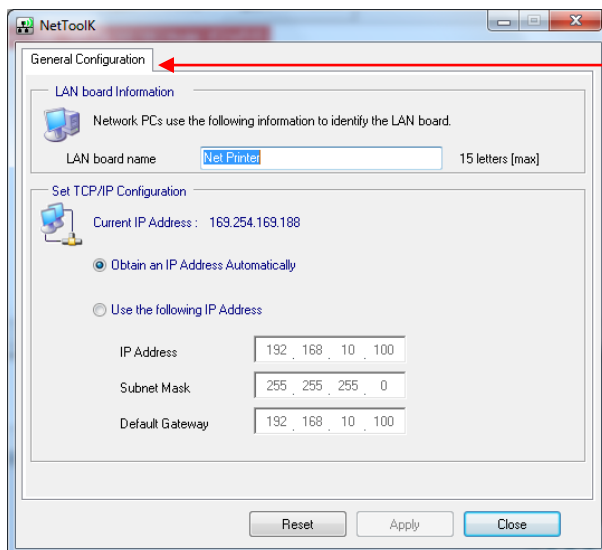 NetToolK
General Configuration
LAN board Information
Network PCs use the following information to identify the LAN board.
LAN board name Net Printer 15 letters [max]
Set TCP/IP Configuration
Current IP Address : 169.254.169.188
Obtain an IP Address Automatically
Use the following IP Address
IP Address 192 . 168 . 10 . 100
Subnet Mask 255 . 255 . 255 . 0
Default Gateway 192 . 168 . 10 . 100
Reset Apply Close